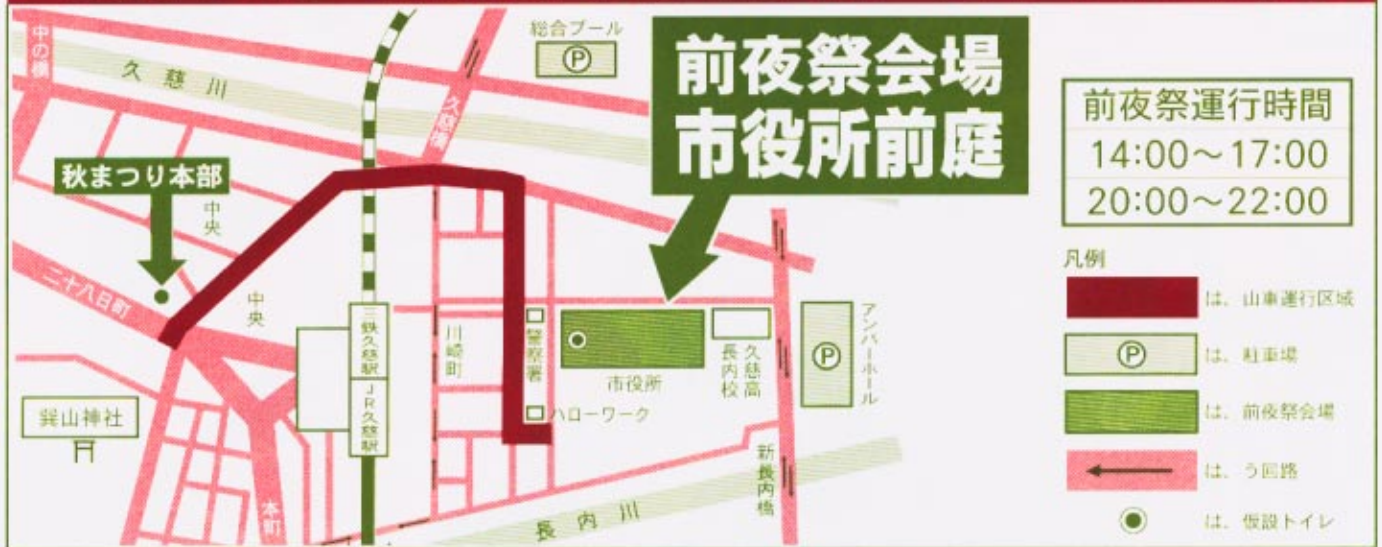 中の橋
久慈川
久慈橋
総合プール
P
前夜祭会場
市役所前庭
前夜祭運行時間
14:00～17:00
20:00～22:00
秋まつり本部
中央
二十八日町
中央
三鉄久慈駅
JR久慈駅
川崎町
警察署
市役所
久慈高
長内校
P
アンバーホール
ハローワーク
巽山神社
本町
新長内橋
長内川
凡例
は、山車運行区域
P
は、駐車場
は、前夜祭会場
は、う回路
は、仮設トイレ